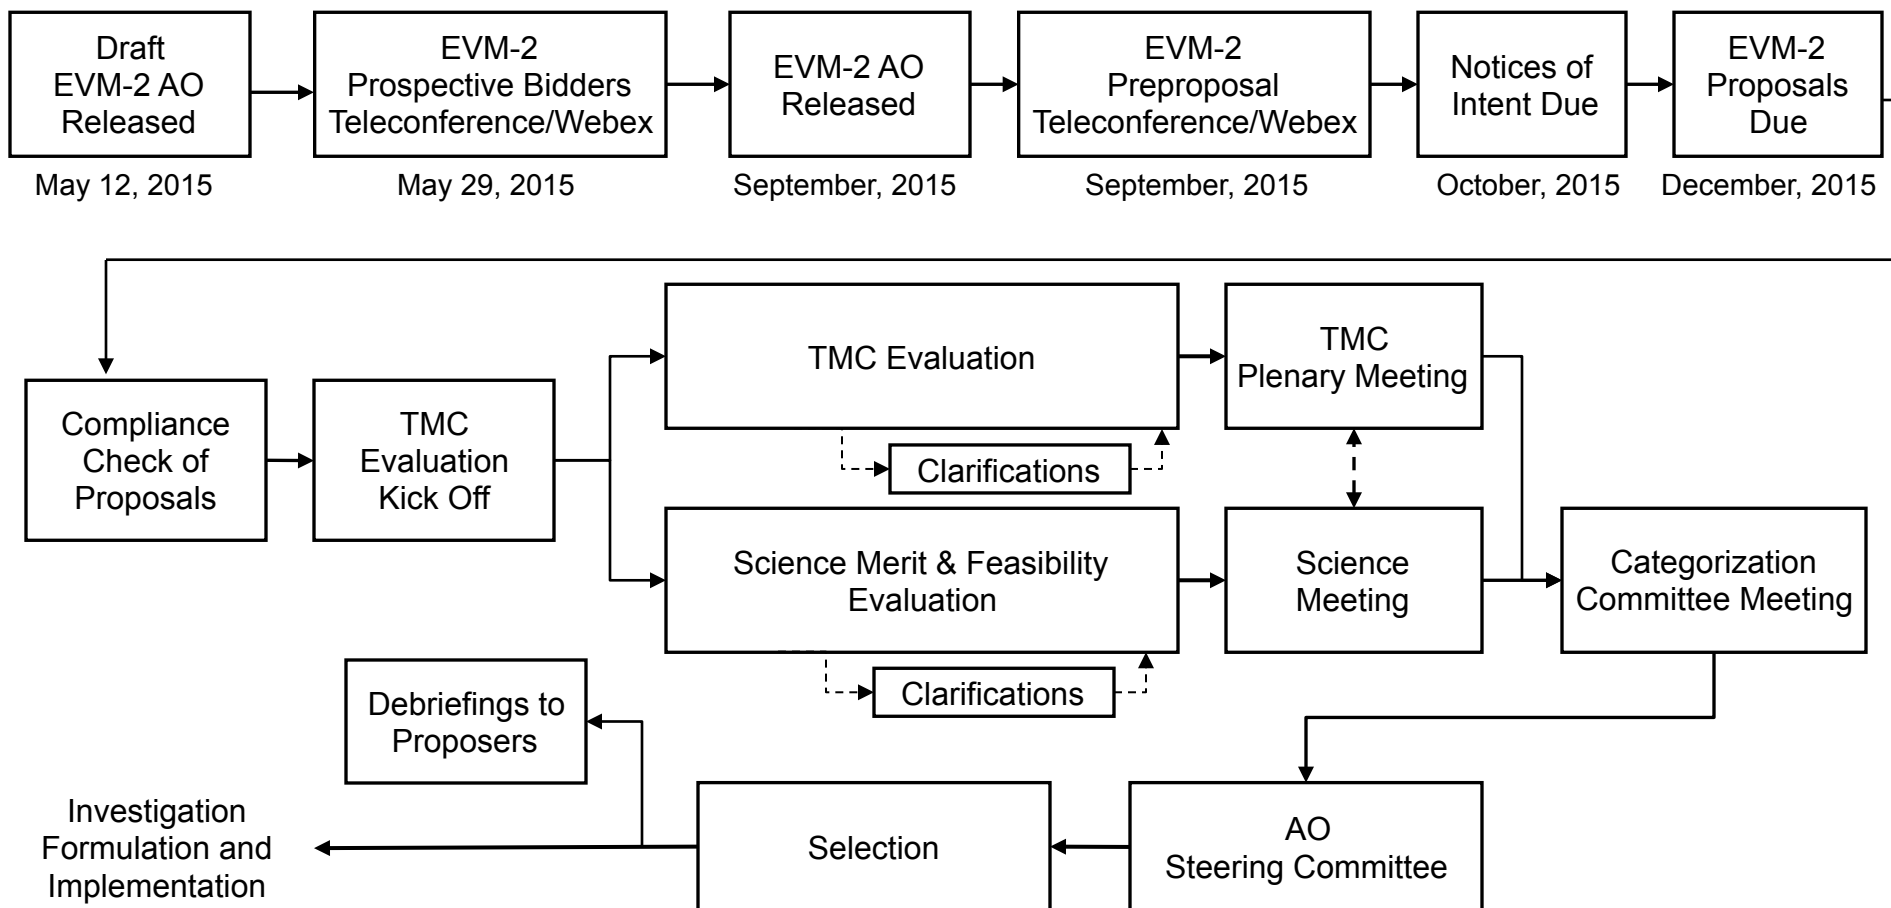 Draft
EVM-2 AO
Released
EVM-2
Prospective Bidders
Teleconference/Webex
EVM-2 AO
Released
EVM-2
Preproposal
Teleconference/Webex
Notices of
Intent Due
EVM-2
Proposals
Due
May 12, 2015
May 29, 2015
September, 2015
September, 2015
October, 2015
December, 2015
Compliance
Check of
Proposals
TMC
Evaluation
Kick Off
TMC Evaluation
Clarifications
TMC
Plenary Meeting
Science Merit & Feasibility
Evaluation
Clarifications
Science
Meeting
Categorization
Committee Meeting
AO
Steering Committee
Selection
Debriefings to
Proposers
Investigation
Formulation and
Implementation